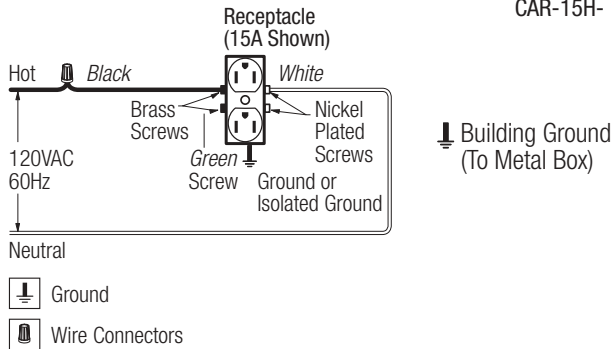 CAR-15H-
Receptacle
(15A Shown)
Hot
Black
White
Brass
Screws
Nickel
Plated
Screws
Green
Screw
Ground or
Isolated Ground
120VAC
60Hz
Neutral
Building Ground
(To Metal Box)
Ground
Wire Connectors